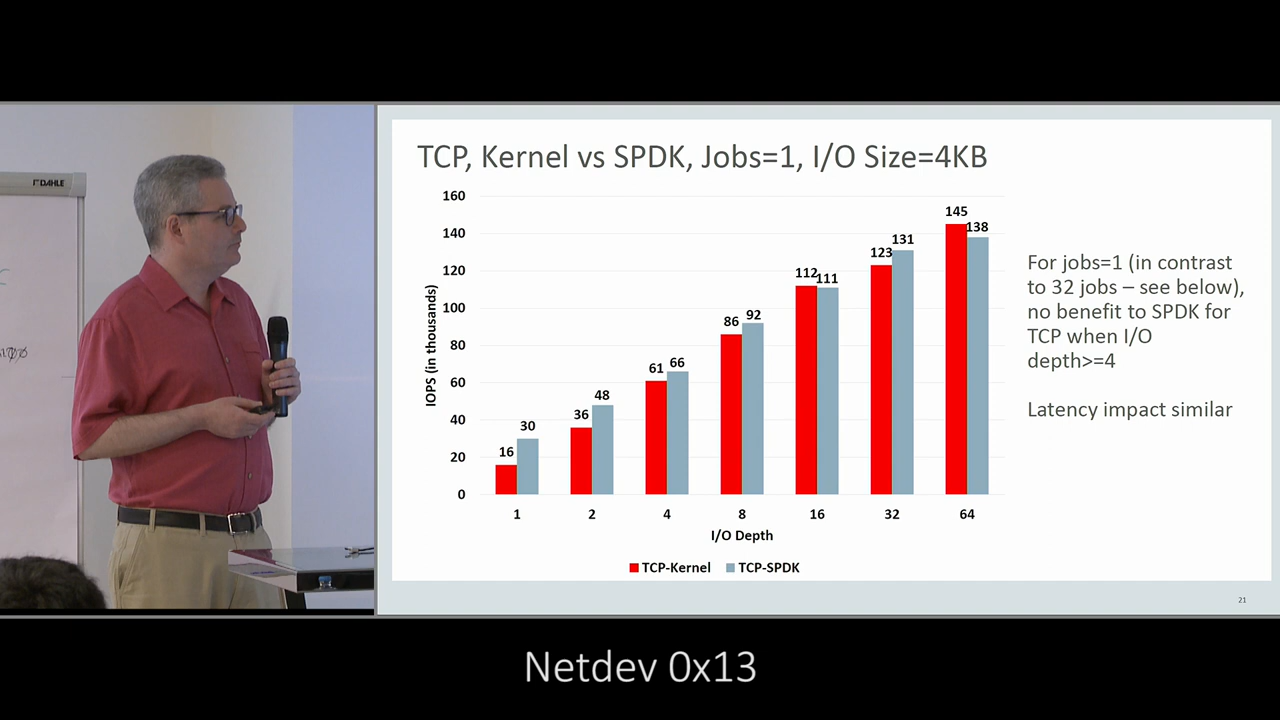 DAHLE
TCP, Kernel vs SPDK, Jobs=1, I/O Size=4KB
160
140
120
100
80
60
40
20
0
IOPS (in thousands)
16
30
36
48
61
66
86
92
112
111
123
131
145
138
1 2 4 8 16 32 64
I/O Depth
TCP-Kernel TCP-SPDK
For jobs=1 (in contrast
to 32 jobs – see below),
no benefit to SPDK for
TCP when I/O
depth>=4
Latency impact similar
21
Netdev 0x13